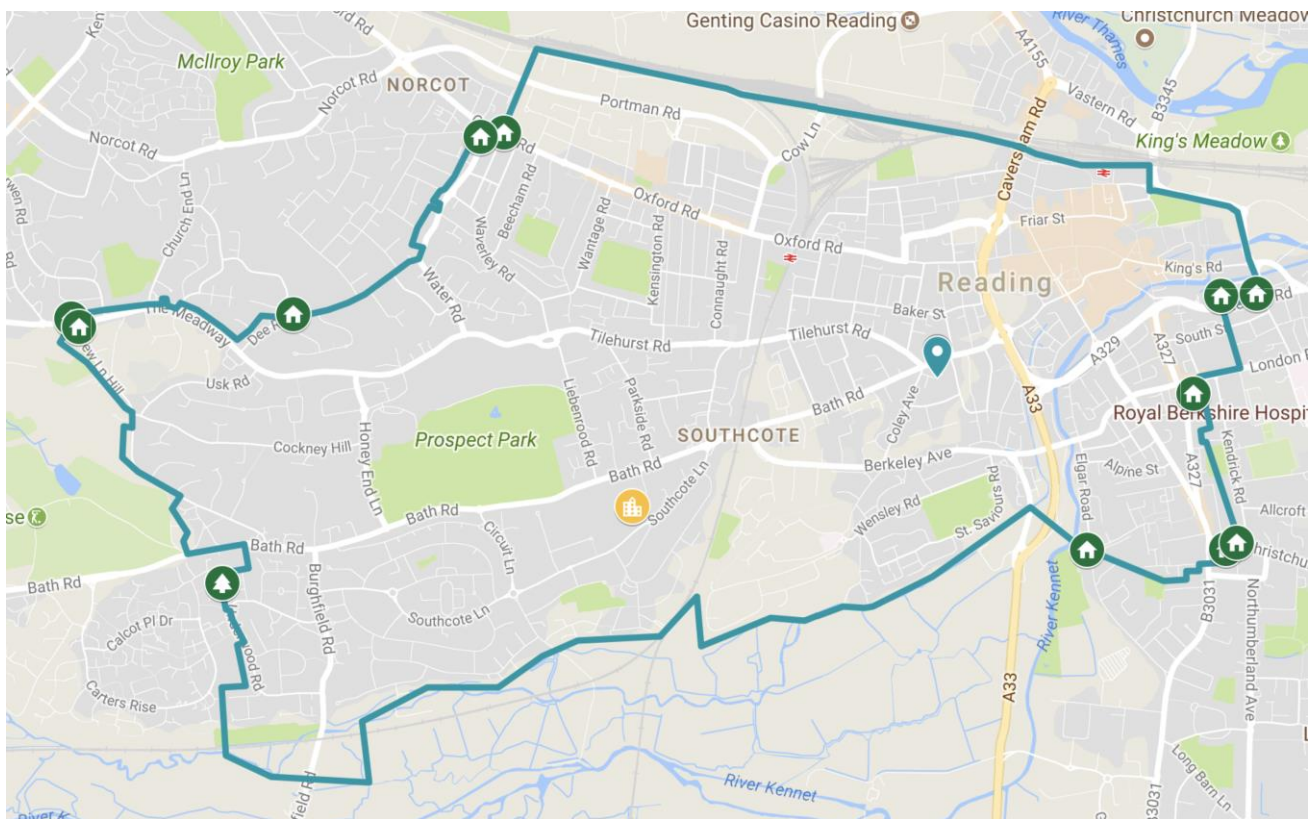 Genting Casino Reading
Christchurch Meadow
River Thames
A4155
McIlroy Park
NORCOT
Norcot Rd
Portman Rd
Vastern Rd
B3345
Caversham Rd
King's Meadow
Cow Ln
Norcot Rd
Church End Ln
Beecham Rd
Waverley Rd
Oxford Rd
Wantage Rd
Kensington Rd
Connaught Rd
Oxford Rd
Friar St
Reading
King's Rd
Water Rd
The Meadway
Baker St
South St
A329
A327
London
Tilehurst Rd
Tilehurst Rd
Usk Rd
Liebenrood Rd
Parkside Rd
Bath Rd
Coley Ave
A33
Royal Berkshire Hospit
Prospect Park
SOUTHCOTE
Cockney Hill
Honey End Ln
Bath Rd
Southcote Ln
Berkeley Ave
Elgar Road
Alpine St
A327
Kendrick Rd
Wensley Rd
St. Saviours Rd
Allcroft
Bath Rd
Bath Rd
Circuit Ln
Burghfield Rd
Christchu
Bath Rd
Calcot Pl Dr
Southcote Ln
River Kennet
B3031
Northumberland Ave
Carters Rise
A33
River Kennet
Long Barn Ln
B3031